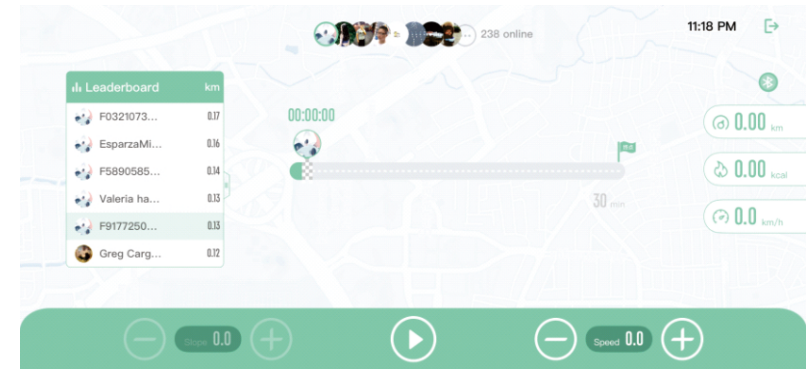 238 online
11:18 PM
Leaderboard km
F0321073... 0.17
EsparzaMi... 0.16
F5890585... 0.14
Valeria ha... 0.13
F9177250... 0.13
Greg Carg... 0.12
00:00:00
30 min
0.00 km
0.00 kcal
0.0 km/h
Slope 0.0
Speed 0.0